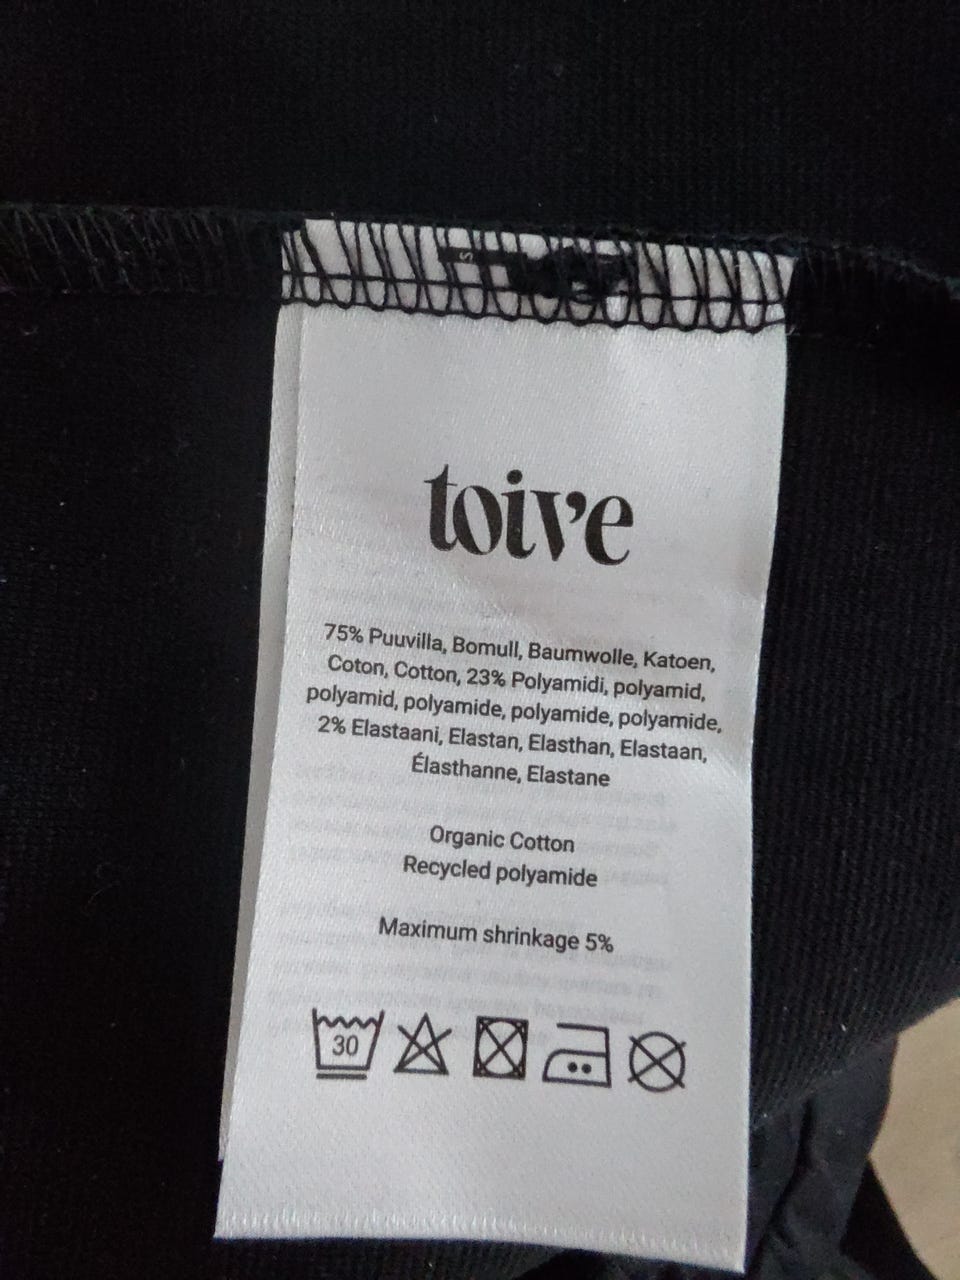 toive
75% Puuvilla, Bomull, Baumwolle, Katoen,
Coton, Cotton, 23% Polyamidi, polyamid,
polyamid, polyamide, polyamide, polyamide,
2% Elastaani, Elastan, Elasthan, Elastaan,
Élasthanne, Elastane
Organic Cotton
Recycled polyamide
Maximum shrinkage 5%
30